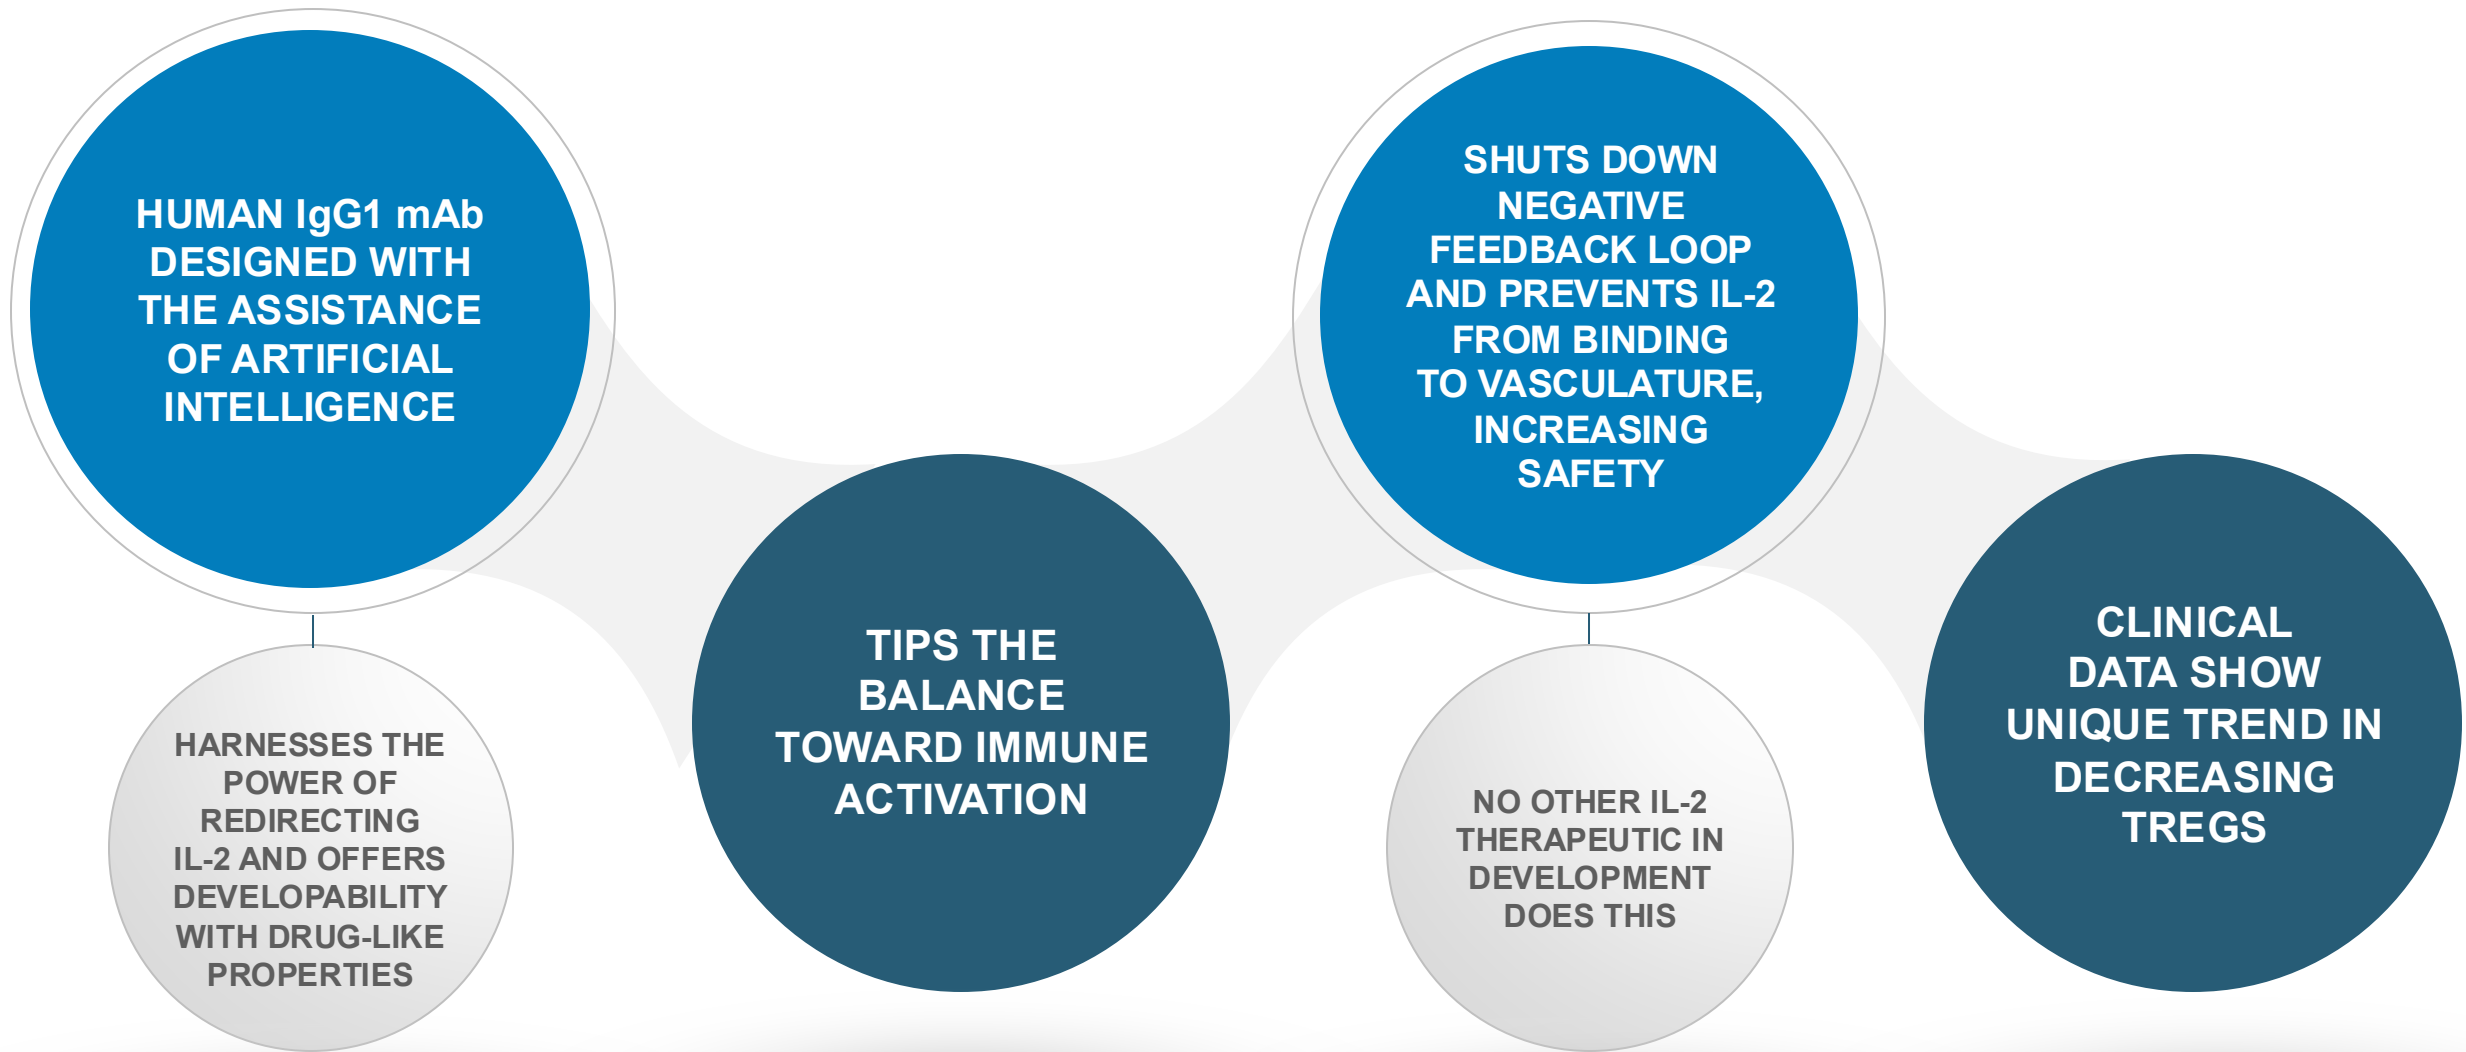 HUMAN IgG1 mAb
DESIGNED WITH
THE ASSISTANCE
OF ARTIFICIAL
INTELLIGENCE
HARNESSES THE
POWER OF
REDIRECTING
IL-2 AND OFFERS
DEVELOPABILITY
WITH DRUG-LIKE
PROPERTIES
TIPS THE
BALANCE
TOWARD IMMUNE
ACTIVATION
SHUTS DOWN
NEGATIVE
FEEDBACK LOOP
AND PREVENTS IL-2
FROM BINDING
TO VASCULATURE,
INCREASING
SAFETY
NO OTHER IL-2
THERAPEUTIC IN
DEVELOPMENT
DOES THIS
CLINICAL
DATA SHOW
UNIQUE TREND IN
DECREASING
TREGS